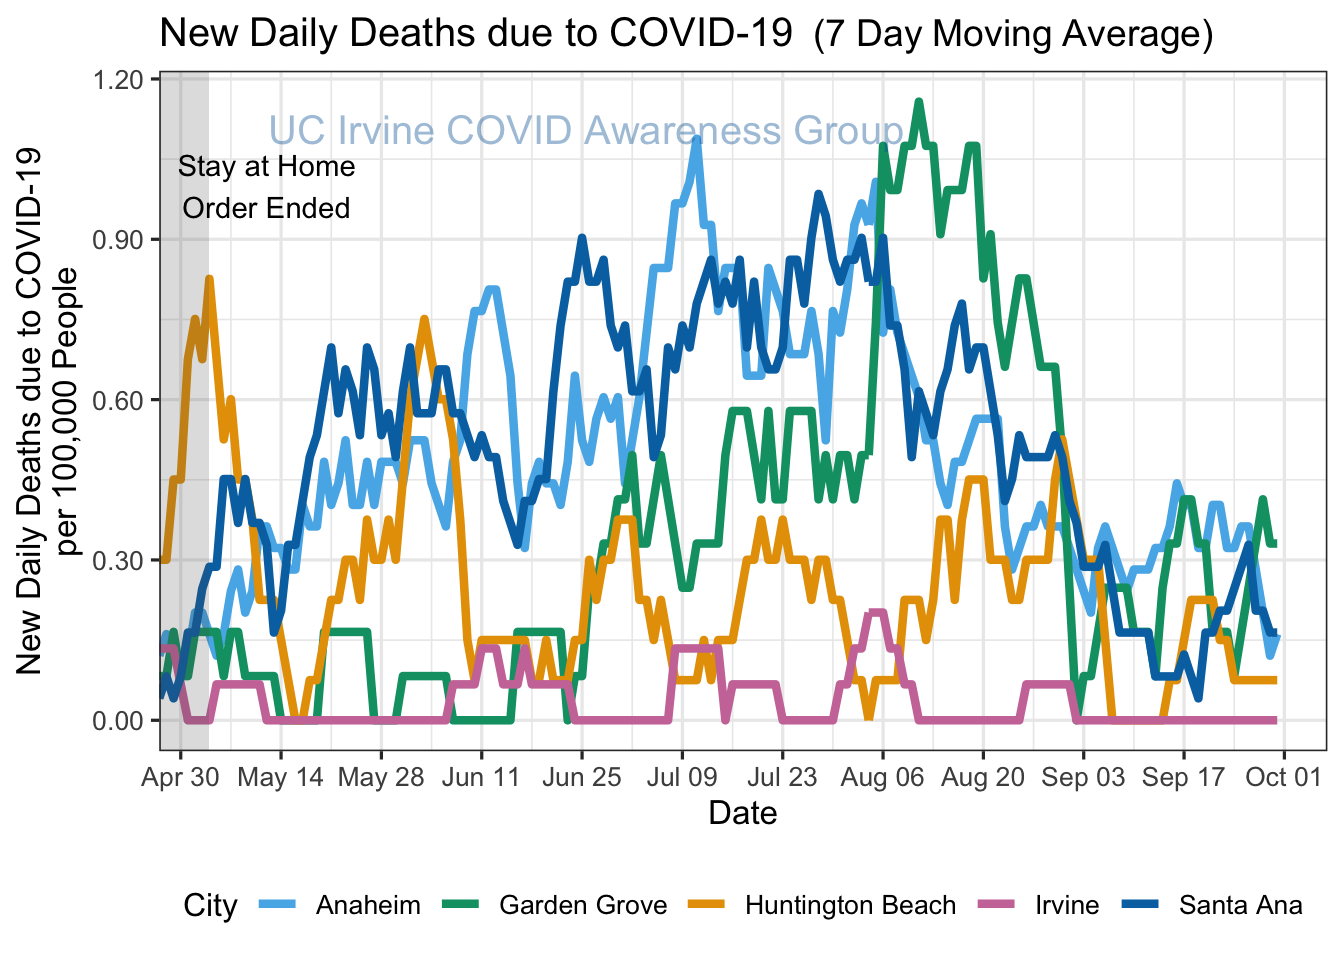 New Daily Deaths due to COVID-19 (7 Day Moving Average)
New Daily Deaths due to COVID-19
per 100,000 People
1.20
0.90
0.60
0.30
0.00
UC Irvine COVID Awareness Group
Stay at Home
Order Ended
Apr 30 May 14 May 28 Jun 11 Jun 25 Jul 09 Jul 23 Aug 06 Aug 20 Sep 03 Sep 17 Oct 01
Date
City Anaheim Garden Grove Huntington Beach Irvine Santa Ana